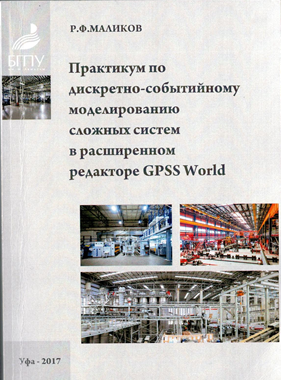 БГПУ
Р.Ф.МАЛИКОВ
Практикум по
дискретно-событийному
моделированию
сложных систем
в расширенном
редакторе GPSS World
Уфа - 2017